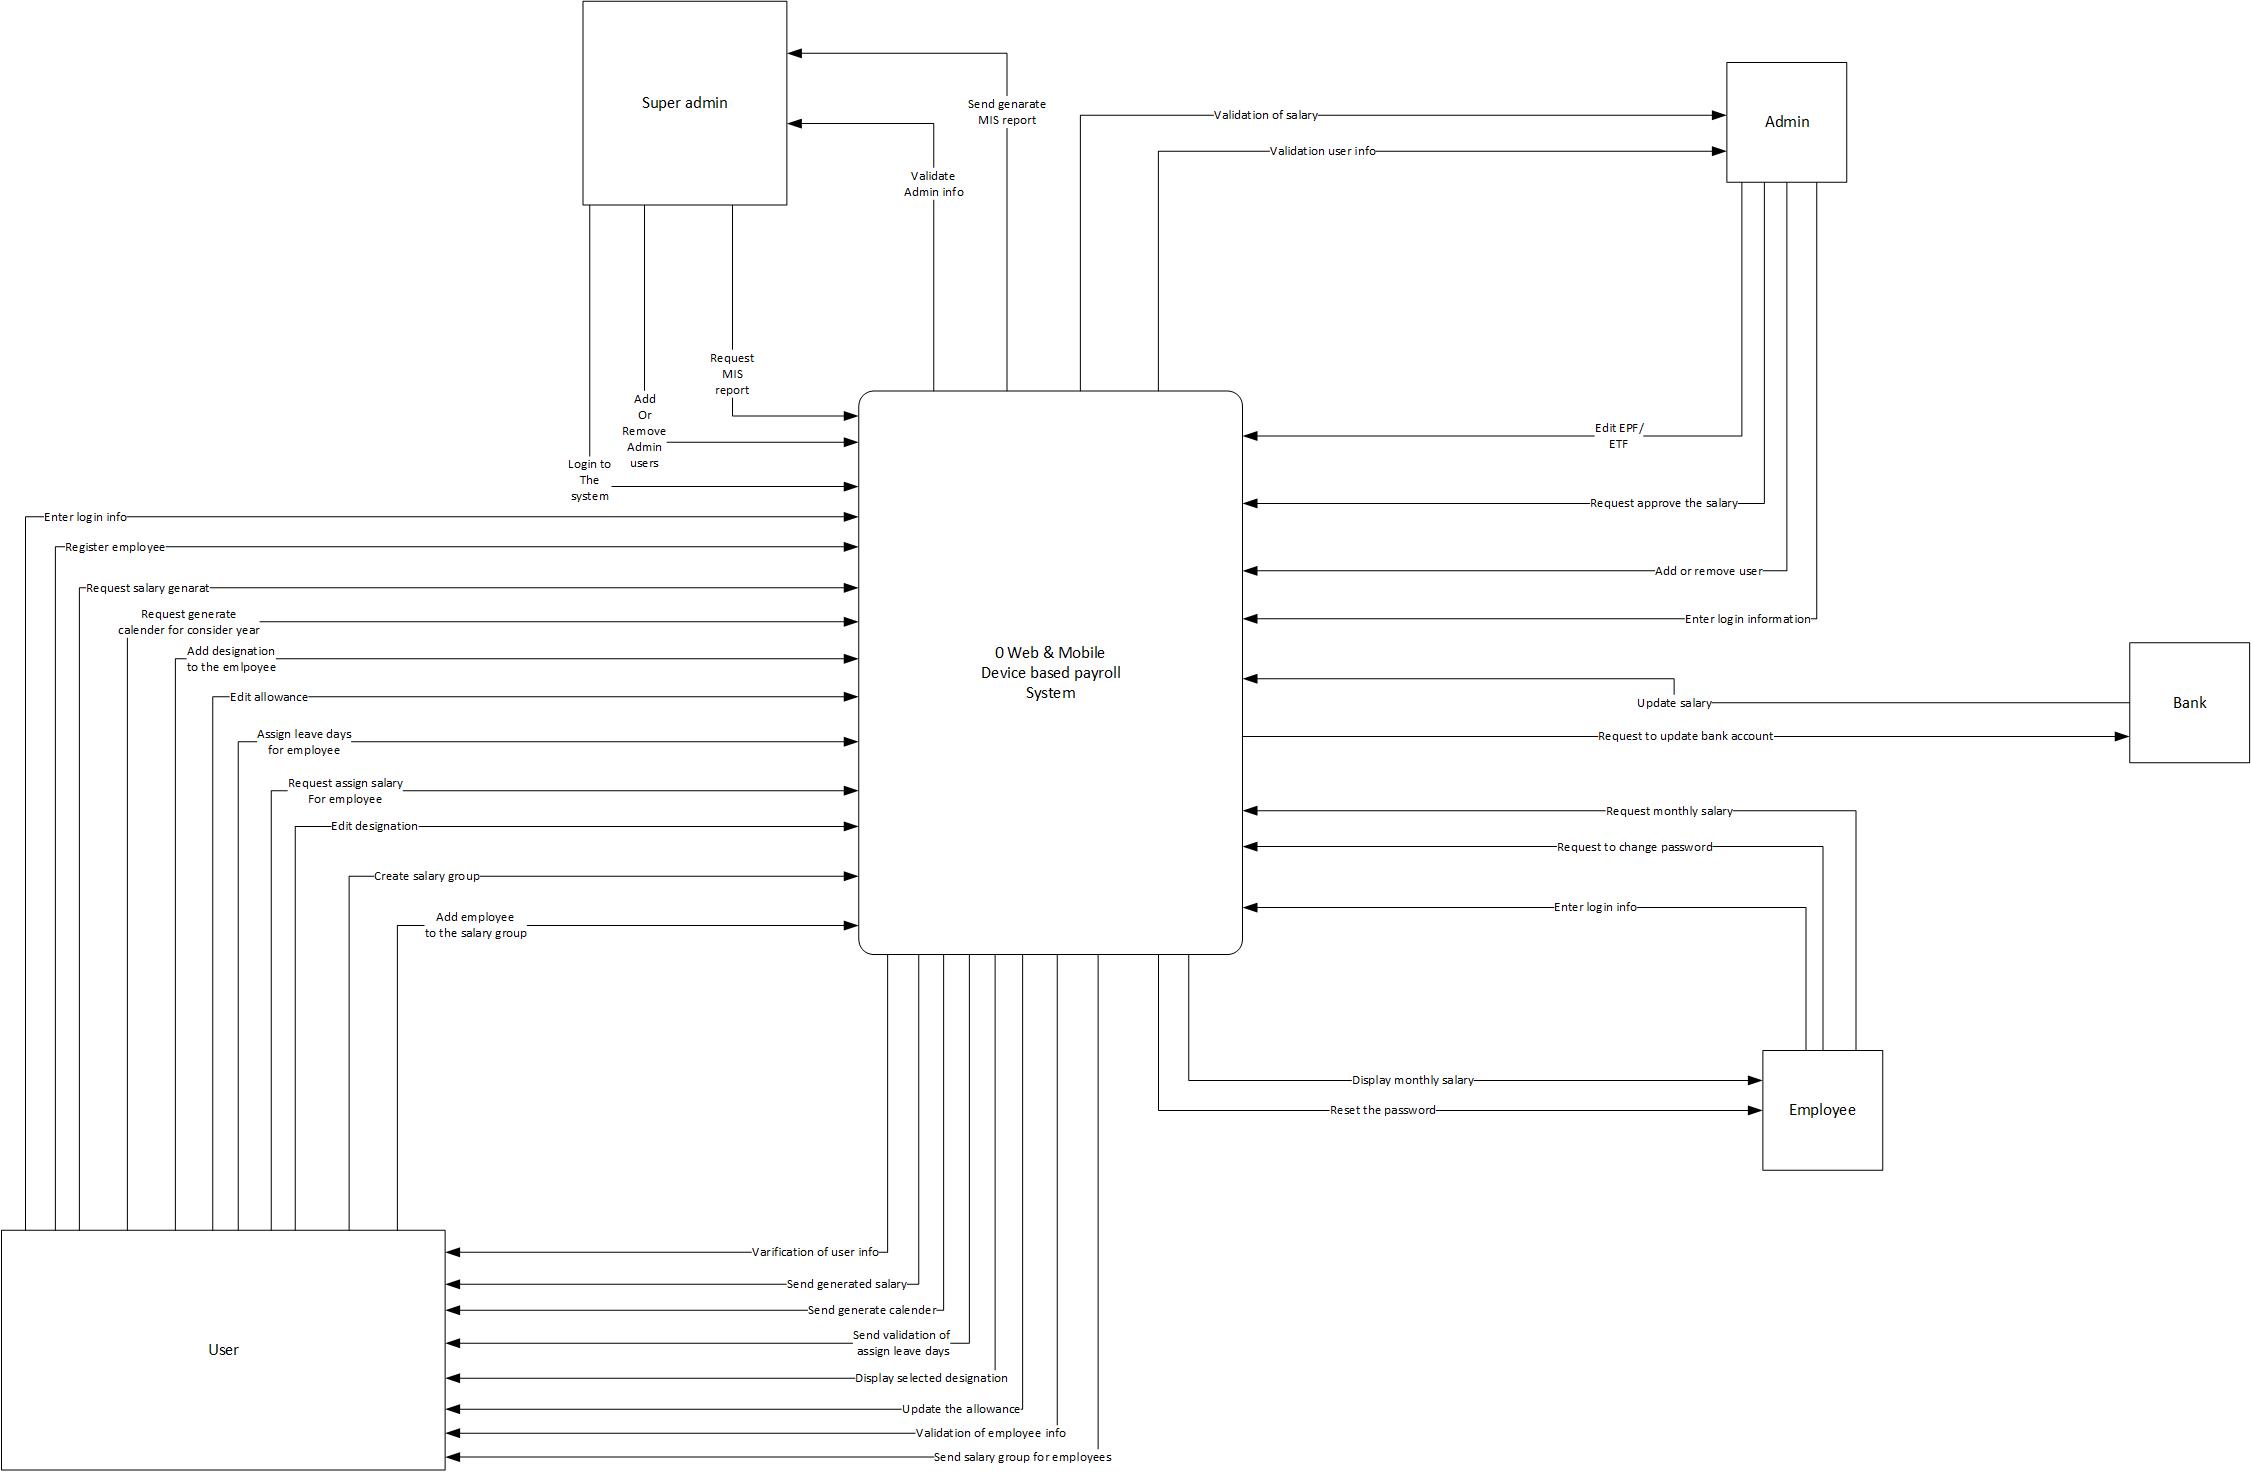 Super admin
Send genarate
MIS report
Validate
Admin info
Validation of salary
Validation user info
Admin
Request
MIS
report
Add
Or
Remove
Admin
users
Login to
The
system
Edit EPF/
ETF
Request approve the salary
Add or remove user
Enter login information
Enter login info
Register employee
Request salary genarat
Request generate
calender for consider year
Add designation
to the emlpoyee
Edit allowance
Assign leave days
for employee
Request assign salary
For employee
Edit designation
Create salary group
Add employee
to the salary group
0 Web & Mobile
Device based payroll
System
Update salary
Request to update bank account
Bank
Request monthly salary
Request to change password
Enter login info
Display monthly salary
Reset the password
Employee
Varification of user info
Send generated salary
Send generate calender
Send validation of
assign leave days
Display selected designation
Update the allowance
Validation of employee info
Send salary group for employees
User